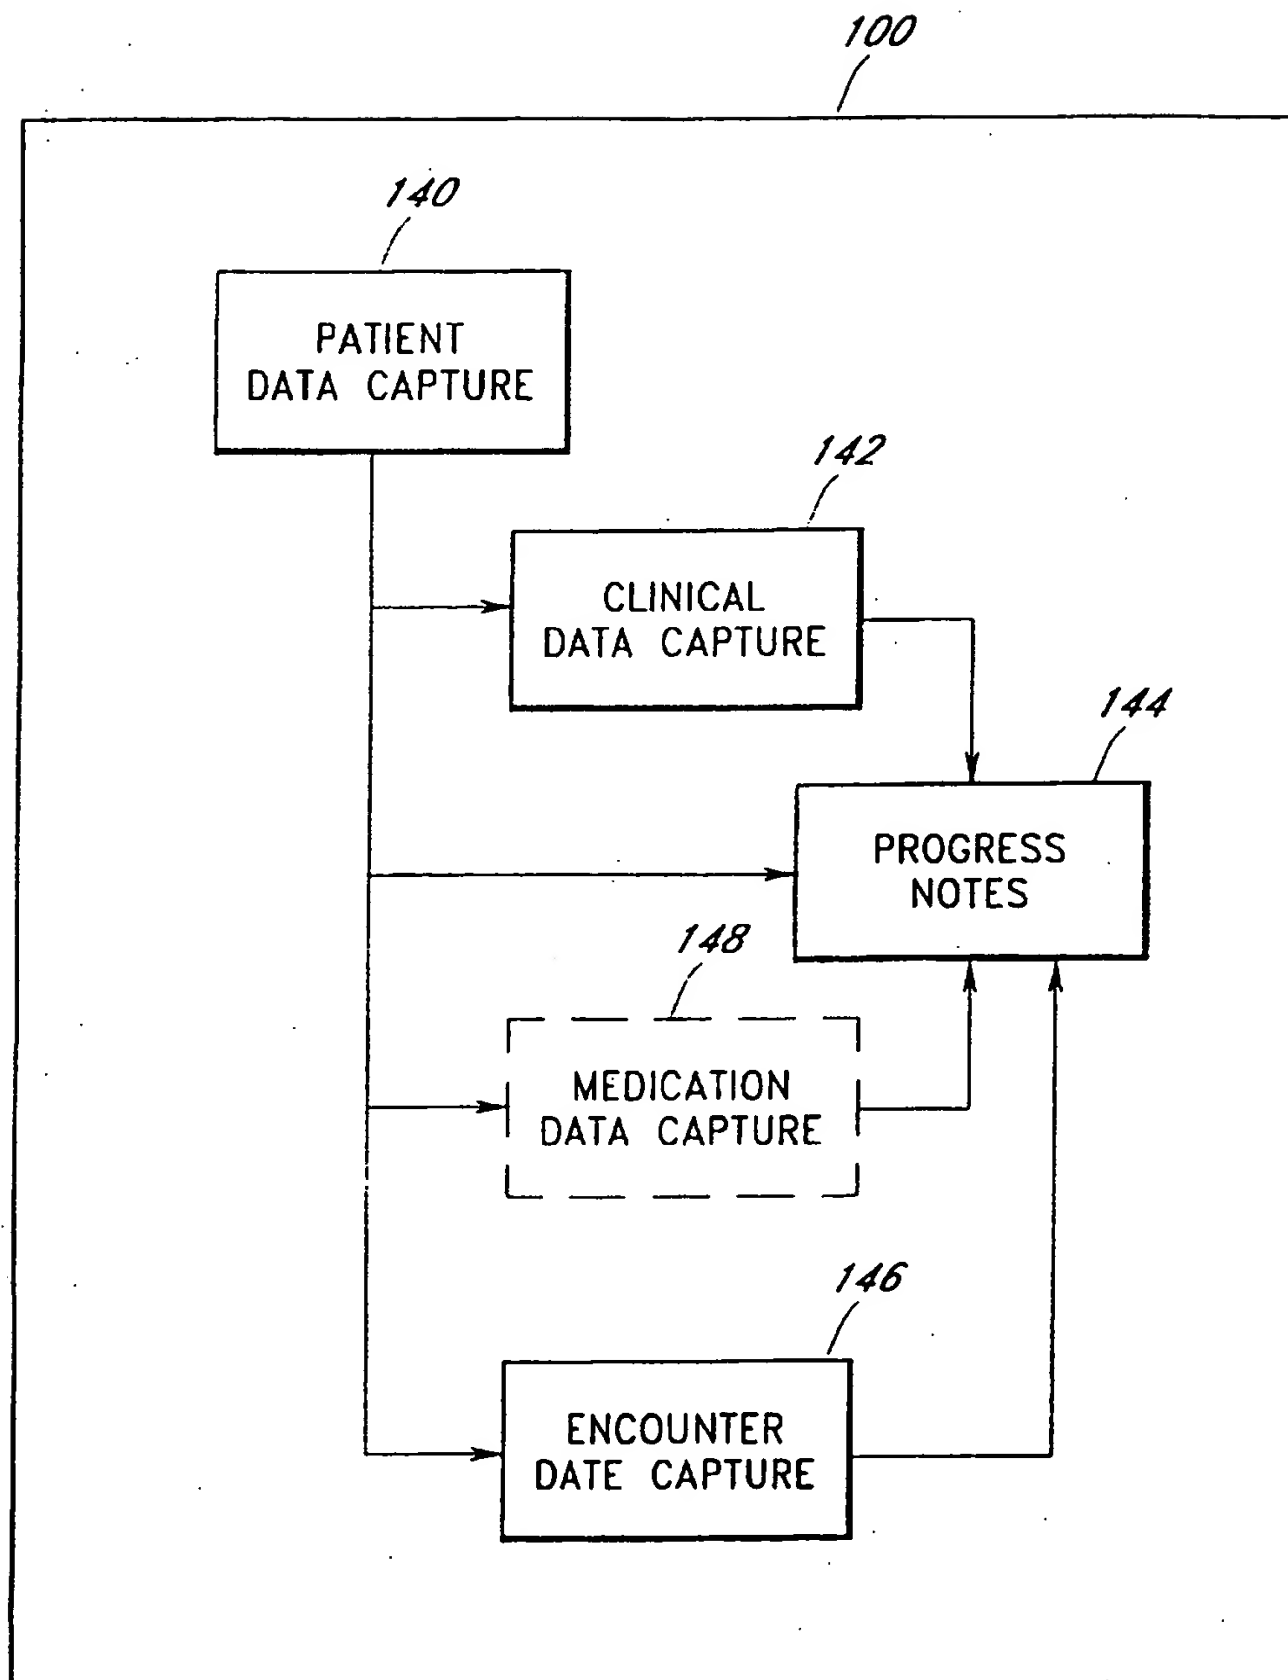 100
140
PATIENT
DATA CAPTURE
142
CLINICAL
DATA CAPTURE
144
PROGRESS
NOTES
148
MEDICATION
DATA CAPTURE
146
ENCOUNTER
DATE CAPTURE